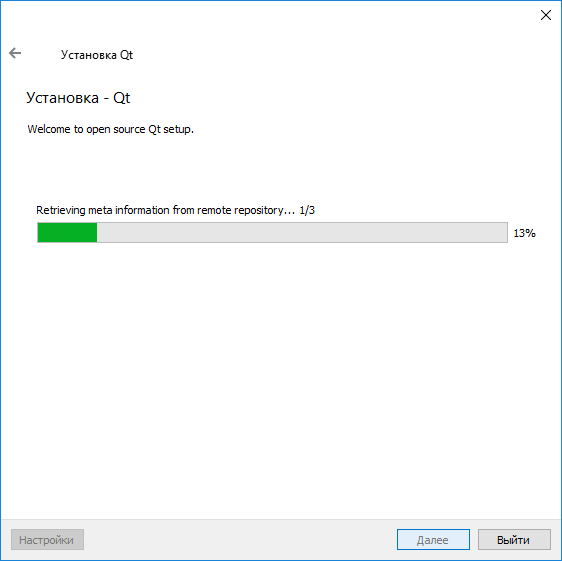 Установка Qt
Установка - Qt
Welcome to open source Qt setup.
Retrieving meta information from remote repository... 1/3
13%
Настройки
Далее
Выйти